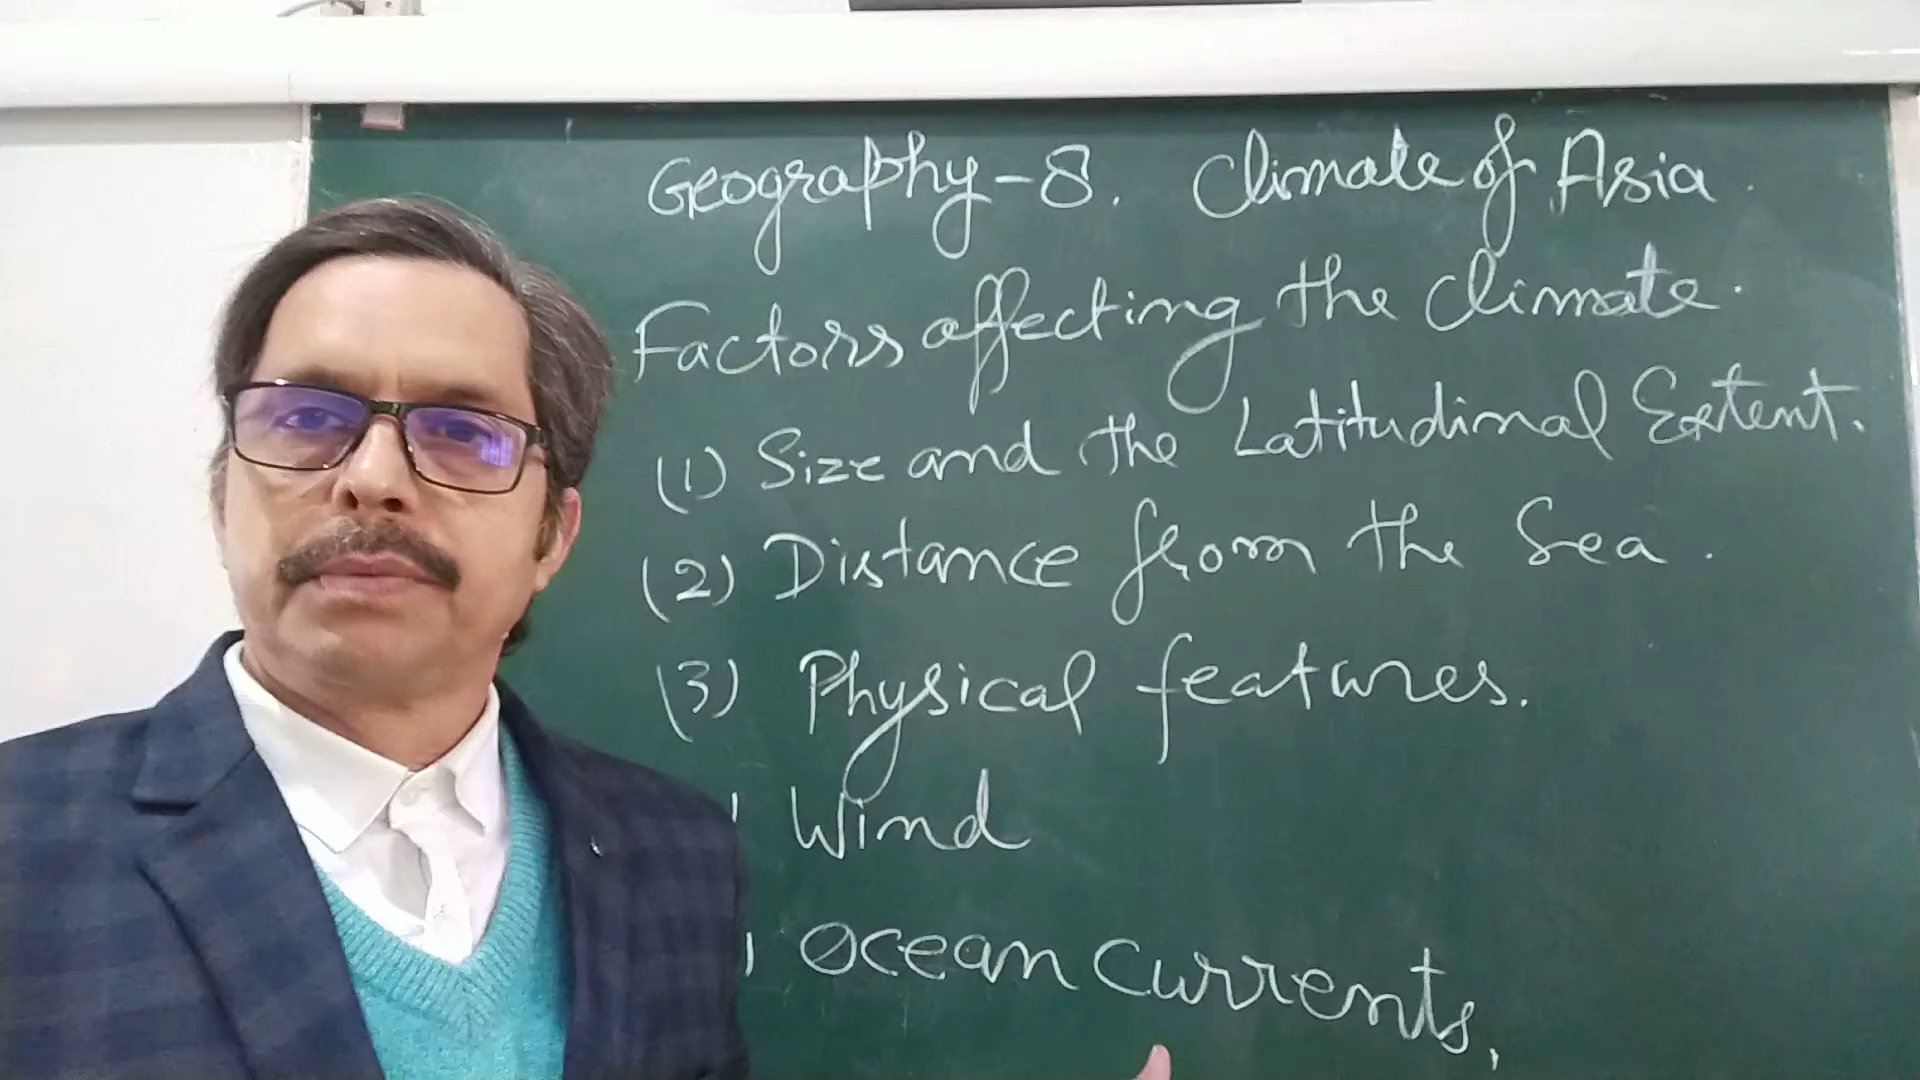 Geography-8. Climate of Asia.
Factors affecting the climate.
(1) Size and the Latitudinal Extent.
(2) Distance from the Sea.
(3) Physical features.
) Wind
) Ocean Currents,